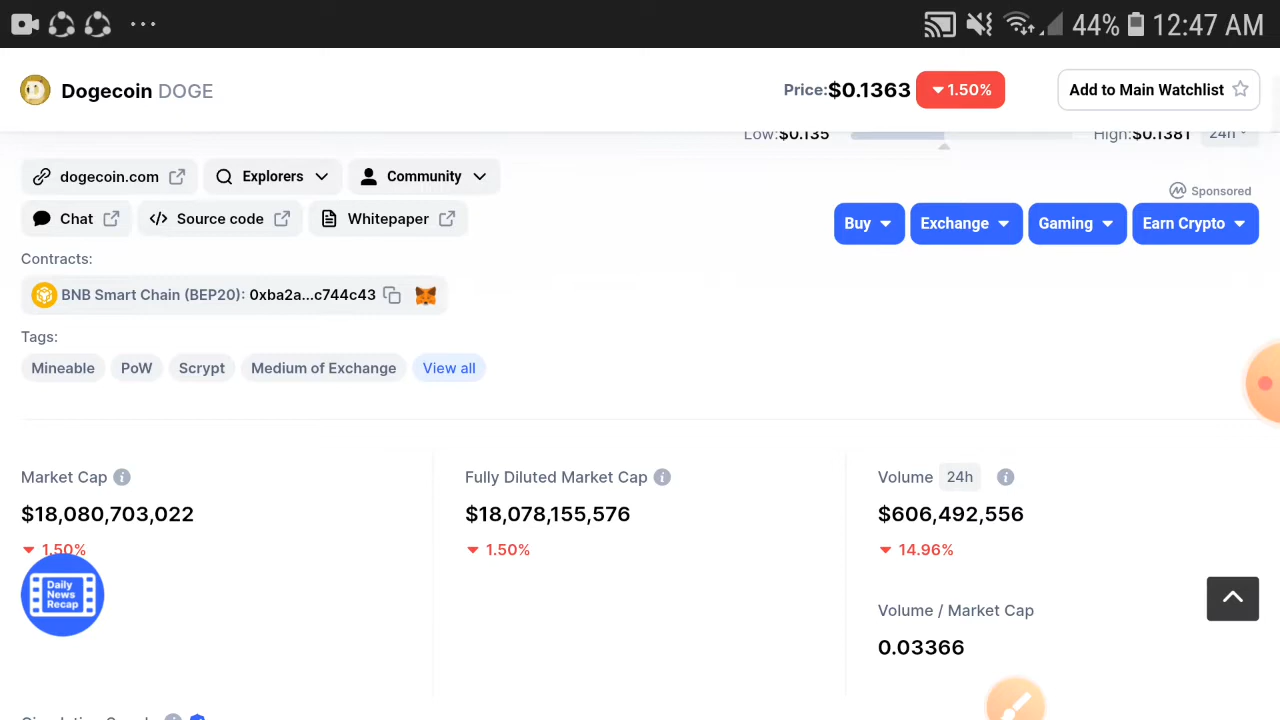 44% 12:47 AM
Dogecoin DOGE
Price:$0.1363 1.50%
Add to Main Watchlist
Low:$0.135 High:$0.1381 24h
dogecoin.com Explorers Community
Chat Source code Whitepaper
Sponsored
Buy Exchange Gaming Earn Crypto
Contracts:
BNB Smart Chain (BEP20): 0xba2a...c744c43
Tags:
Mineable PoW Scrypt Medium of Exchange View all
Market Cap
$18,080,703,022
1.50%
Fully Diluted Market Cap
$18,078,155,576
1.50%
Volume 24h
$606,492,556
14.96%
Volume / Market Cap
0.03366
Daily
News
Recap